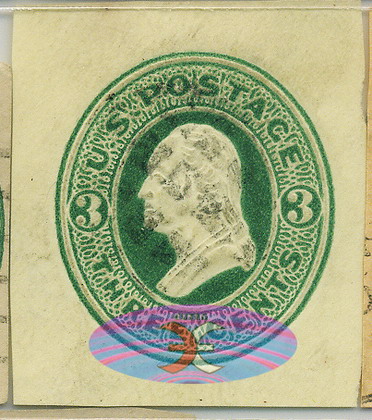 U.S. POSTAGE
3 3
THREE CENTS